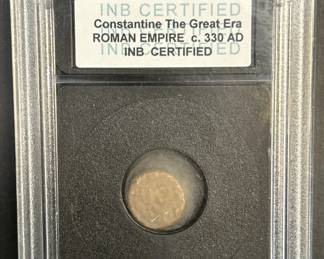 INB CERTIFIED
Constantine The Great Era
ROMAN EMPIRE c. 330 AD
INB CERTIFIED